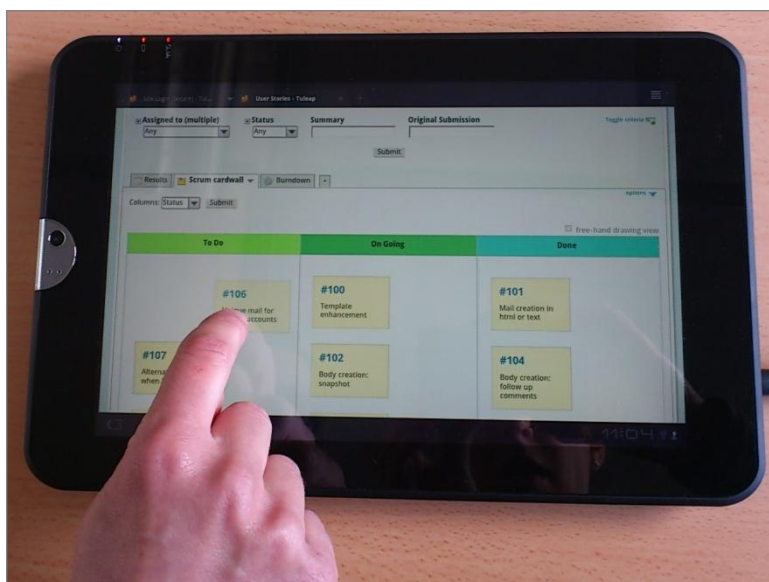 User Stories - Tuleap
Assigned to (multiple) Status Summary Original Submission
Any Any
Toggle criteria
Submit
Results Scrum cardwall Burndown
options
Columns: Status Submit
free-hand drawing view
To Do On Going Done
#106
mail for
accounts
#100
Template
enhancement
#101
Mail creation in
html or text
#107
when
#102
Body creation:
snapshot
#104
Body creation:
follow up
comments
11:04